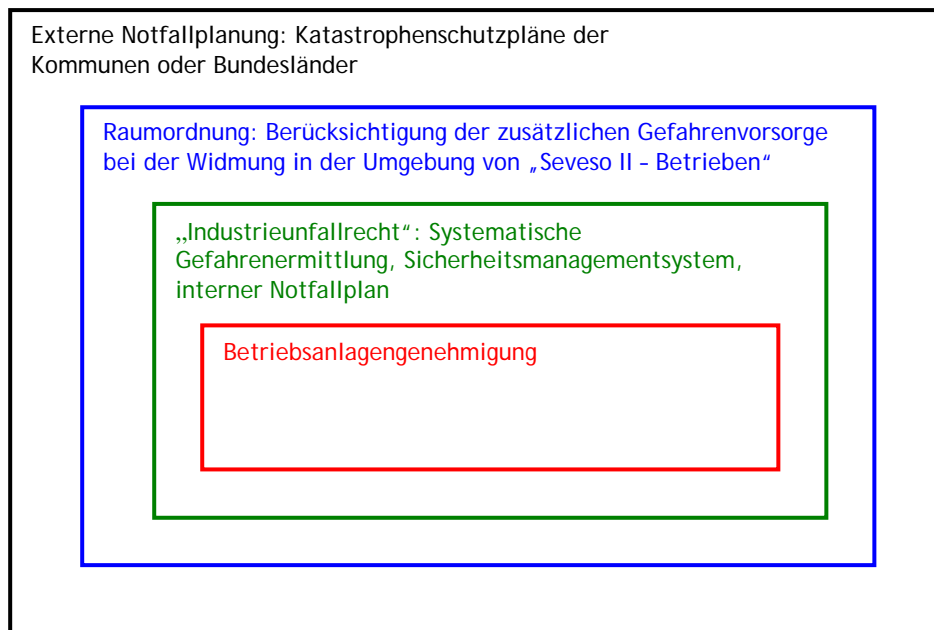 Externe Notfallplanung: Katastrophenschutzpläne der
Kommunen oder Bundesländer
Raumordnung: Berücksichtigung der zusätzlichen Gefahrenvorsorge
bei der Widmung in der Umgebung von „Seveso II – Betrieben“
„Industrieunfallrecht“: Systematische
Gefahrenermittlung, Sicherheitsmanagementsystem,
interner Notfallplan
Betriebsanlagengenehmigung